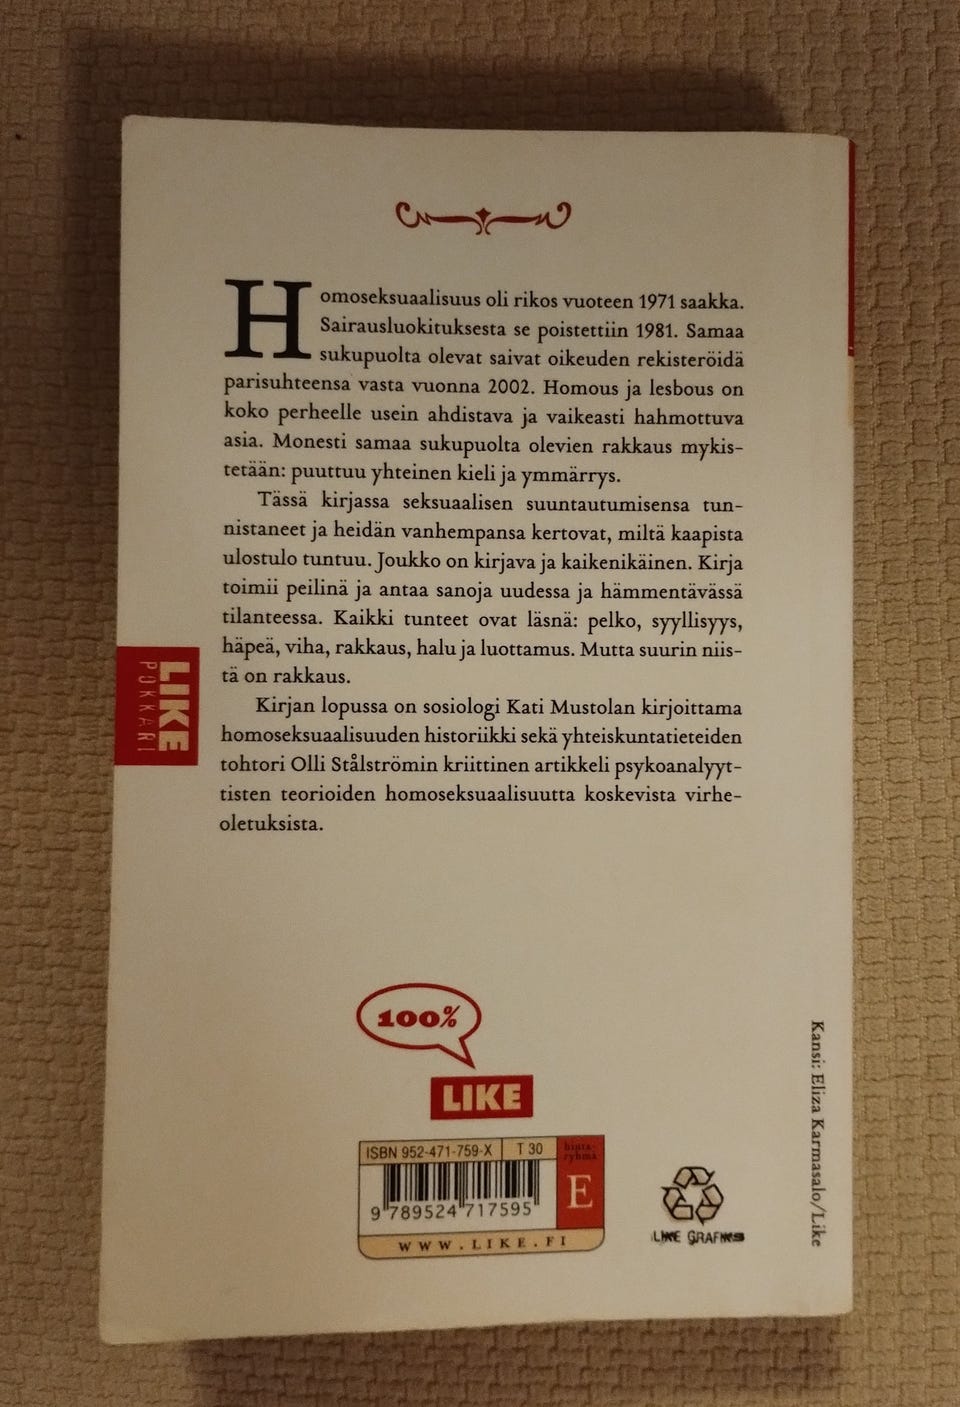 Homoseksuaalisuus oli rikos vuoteen 1971 saakka.
Sairausluokituksesta se poistettiin 1981. Samaa
sukupuolta olevat saivat oikeuden rekisteröidä
parisuhteensa vasta vuonna 2002. Homous ja lesbous on
koko perheelle usein ahdistava ja vaikeasti hahmottuva
asia. Monesti samaa sukupuolta olevien rakkaus mykis-
tetään: puuttuu yhteinen kieli ja ymmärrys.
Tässä kirjassa seksuaalisen suuntautumisensa tun-
nistaneet ja heidän vanhempansa kertovat, miltä kaapista
ulostulo tuntuu. Joukko on kirjava ja kaikenikäinen. Kirja
toimii peilinä ja antaa sanoja uudessa ja hämmentävässä
tilanteessa. Kaikki tunteet ovat läsnä: pelko, syyllisyys,
häpeä, viha, rakkaus, halu ja luottamus. Mutta suurin niis-
tä on rakkaus.
Kirjan lopussa on sosiologi Kati Mustolan kirjoittama
homoseksuaalisuuden historiikki sekä yhteiskuntatieteiden
tohtori Olli Stålströmin kriittinen artikkeli psykoanalyyt-
tisten teorioiden homoseksuaalisuutta koskevista virhe-
oletuksista.
LIKE
POKKARI
100%
LIKE
ISBN 952-471-759-X T 30
hinta-
ryhmä
E
9 789524 717595
WWW.LIKE.FI
LIKE GRAFIIKS
Kansi: Eliza Karmasalo/Like